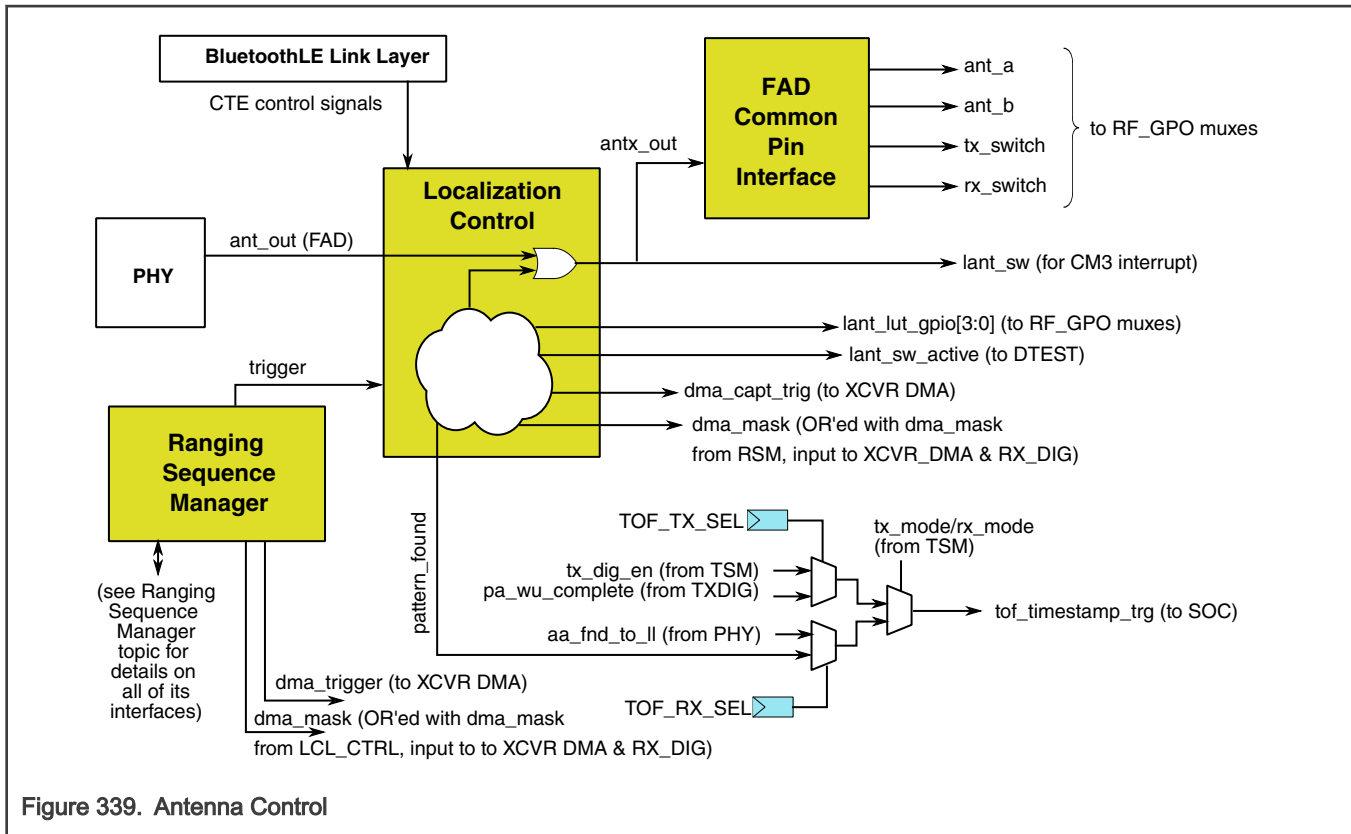 BluetoothLE Link Layer
CTE control signals
FAD
Common
Pin
Interface
ant_a
ant_b
tx_switch
rx_switch
to RF_GPO muxes
antx_out
Localization
Control
PHY
ant_out (FAD)
lant_sw (for CM3 interrupt)
lant_lut_gpio[3:0] (to RF_GPO muxes)
lant_sw_active (to DTEST)
trigger
dma_capt_trig (to XCVR DMA)
dma_mask (OR'ed with dma_mask
from RSM, input to XCVR_DMA & RX_DIG)
Ranging
Sequence
Manager
pattern_found
TOF_TX_SEL
tx_mode/rx_mode
(from TSM)
tx_dig_en (from TSM)
pa_wu_complete (from TXDIG)
tof_timestamp_trg (to SOC)
aa_fnd_to_ll (from PHY)
TOF_RX_SEL
(see Ranging
Sequence
Manager
topic for
details on
all of its
interfaces)
dma_trigger (to XCVR DMA)
dma_mask (OR'ed with dma_mask
from LCL_CTRL, input to to XCVR DMA & RX_DIG)
Figure 339. Antenna Control